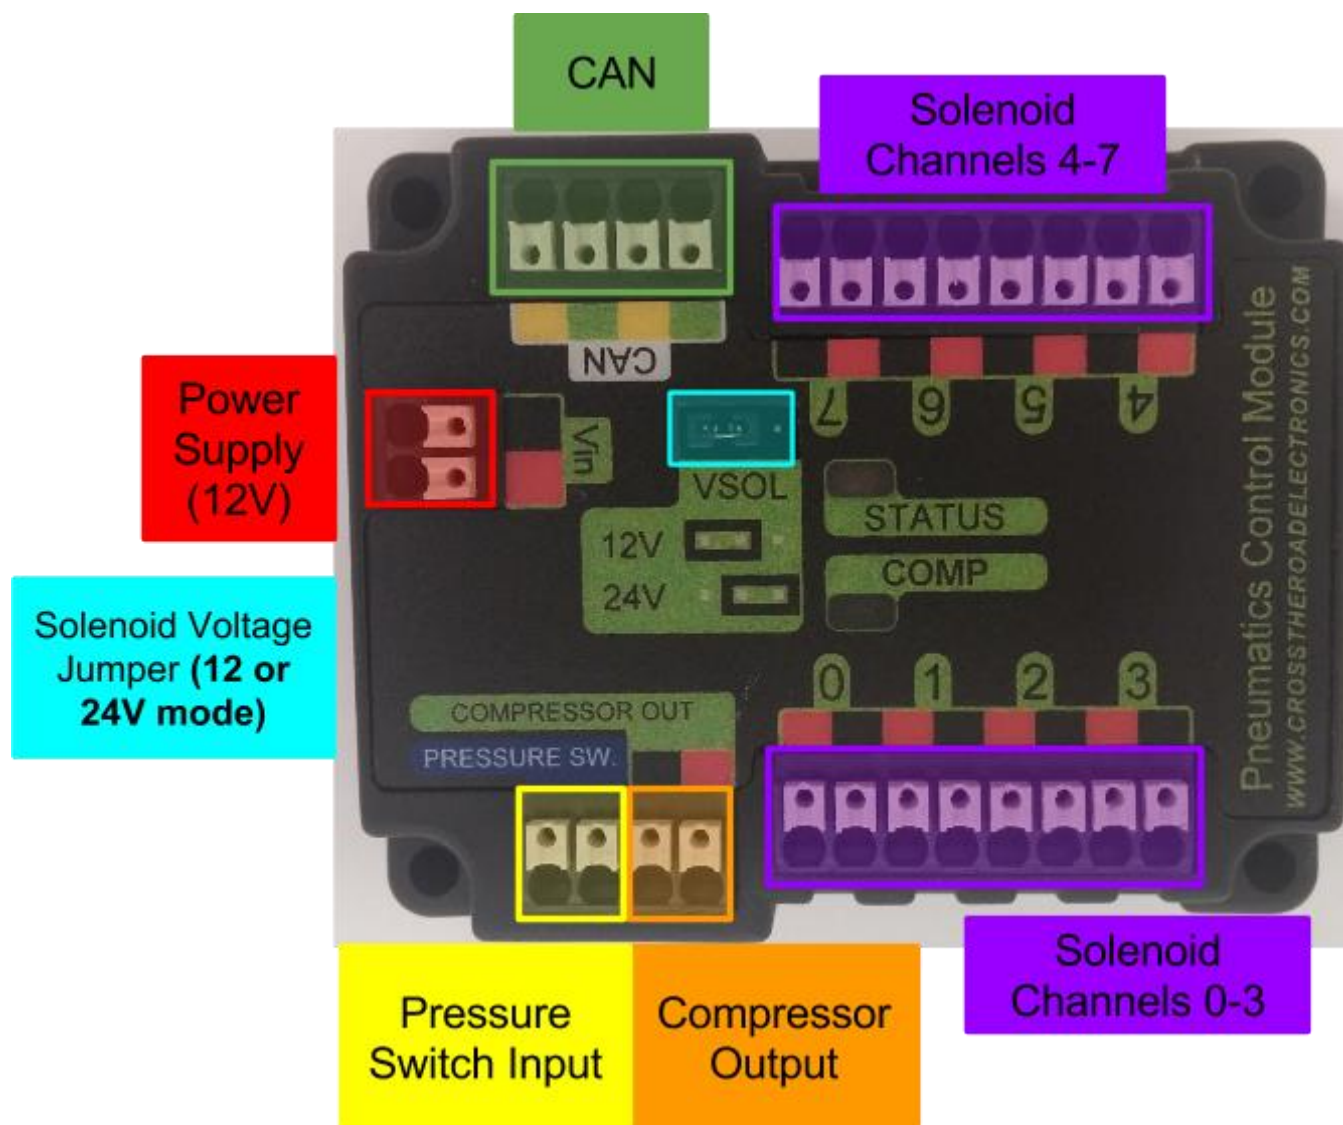 CAN
Solenoid
Channels 4-7
CAN
7 6 5 4
Power
Supply
(12V)
Vin
VSOL
12V
24V
STATUS
COMP
Solenoid Voltage
Jumper (12 or
24V mode)
0 1 2 3
COMPRESSOR OUT
PRESSURE SW.
Pneumatics Control Module
WWW.CROSSTHEROADELECTRONICS.COM
Pressure
Switch Input
Compressor
Output
Solenoid
Channels 0-3